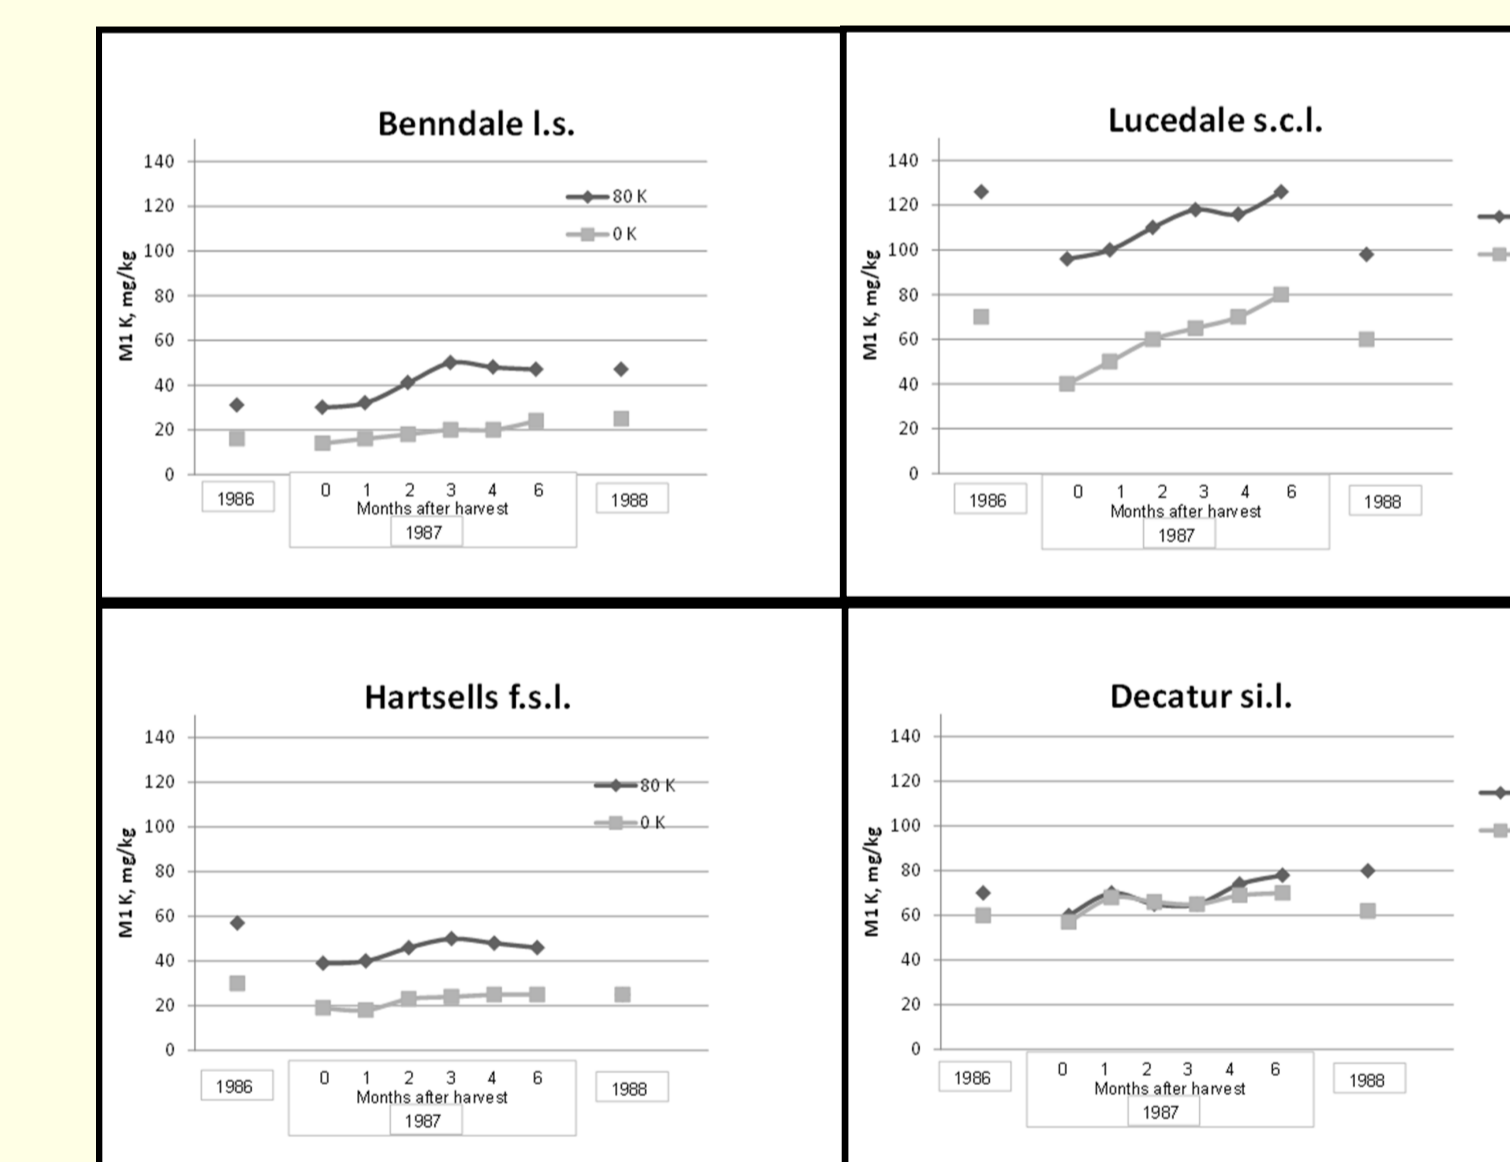 Benndale l.s.
M1 K, mg/kg
140
120
100
80
60
40
20
0
80 K
0 K
0 1 2 3 4 6
Months after harvest
1986
1987
1988
Lucedale s.c.l.
M1 K, mg/kg
140
120
100
80
60
40
20
0
0 1 2 3 4 6
Months after harvest
1986
1987
1988
Hartsells f.s.l.
M1 K, mg/kg
140
120
100
80
60
40
20
0
80 K
0 K
0 1 2 3 4 6
Months after harvest
1986
1987
1988
Decatur si.l.
M1 K, mg/kg
140
120
100
80
60
40
20
0
0 1 2 3 4 6
Months after harvest
1986
1987
1988